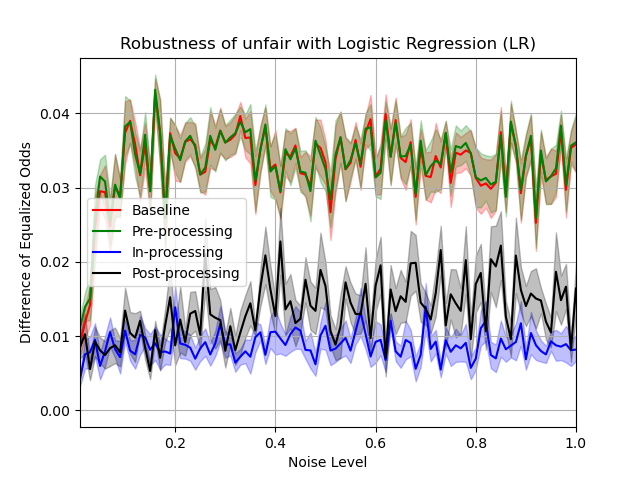 Robustness of unfair with Logistic Regression (LR)
Difference of Equalized Odds
0.04
0.03
0.02
0.01
0.00
Baseline
Pre-processing
In-processing
Post-processing
0.2 0.4 0.6 0.8 1.0
Noise Level